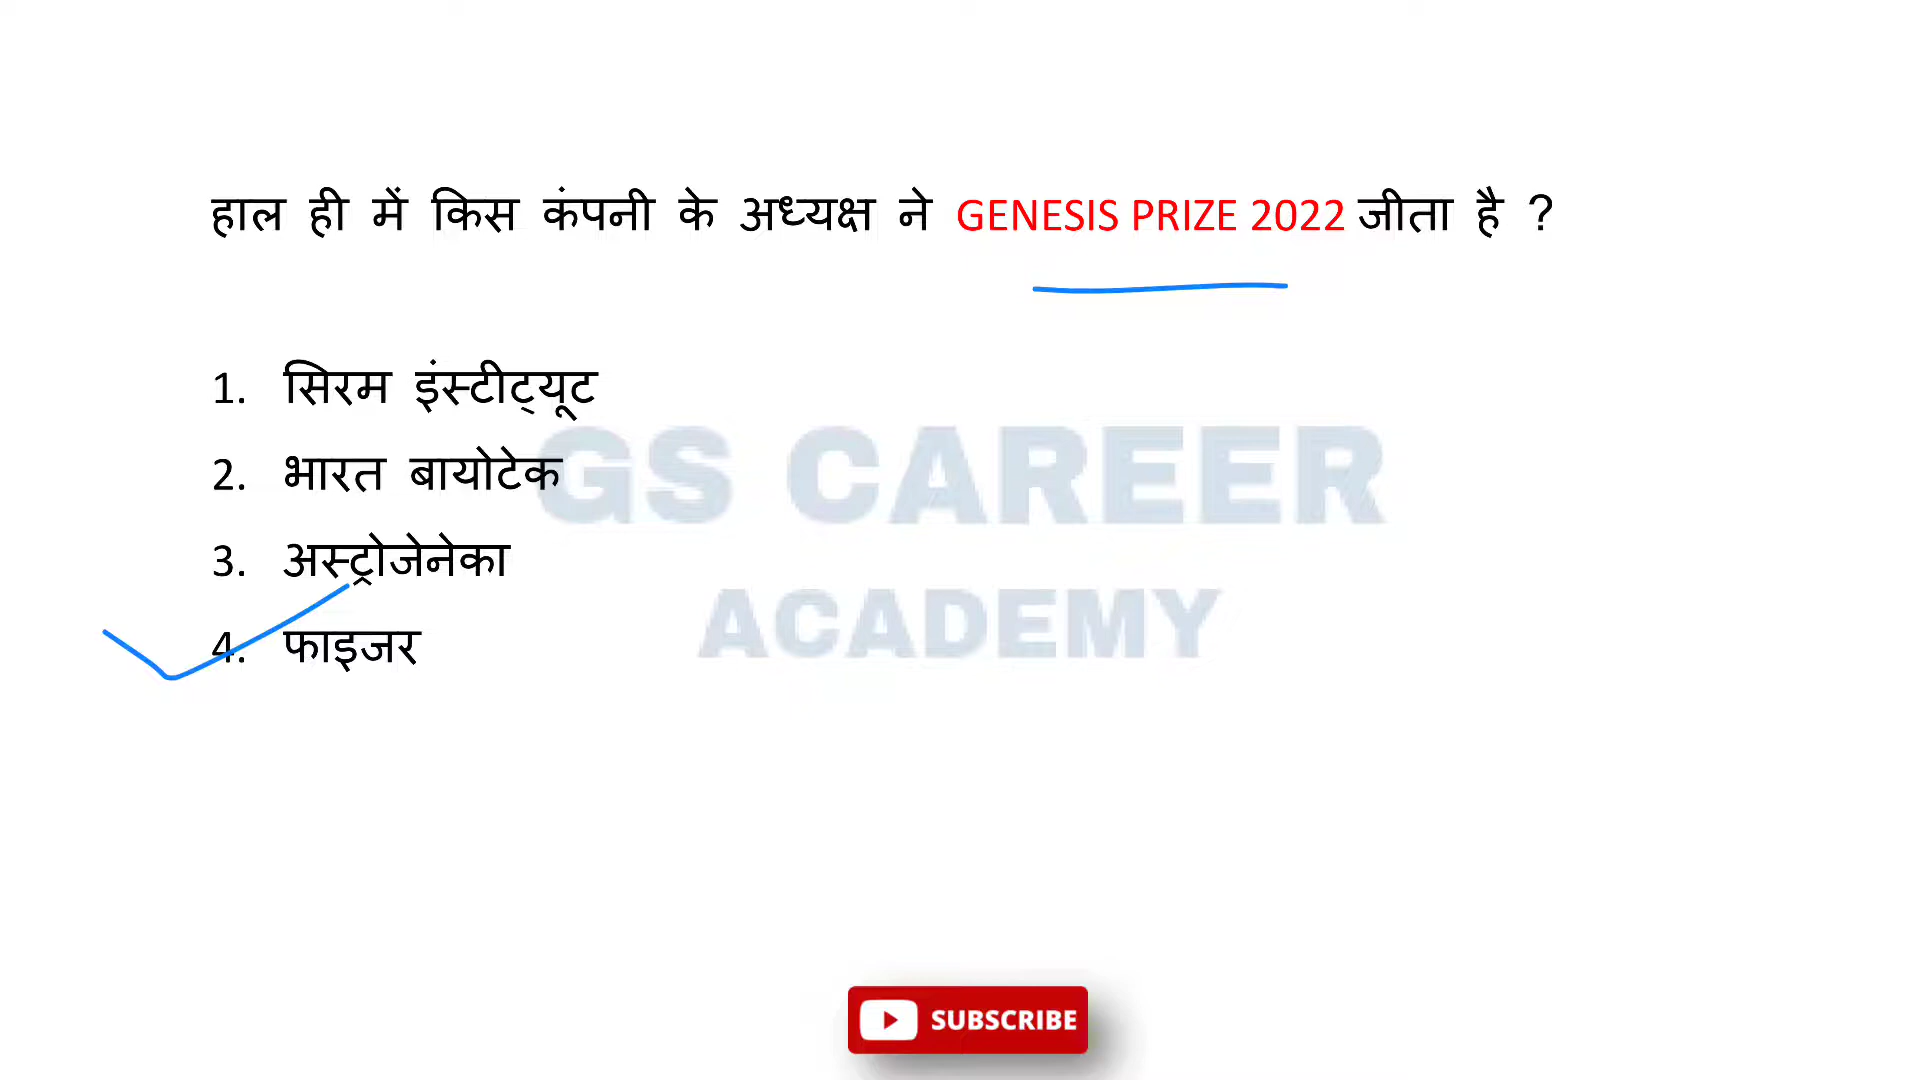 हाल ही में किस कंपनी के अध्यक्ष ने GENESIS PRIZE 2022 जीता है ?
1. सिरम इंस्टीट्यूट
2. भारत बायोटेक
3. अस्ट्रोजेनेका
4. फाइजर
GS CAREER
ACADEMY
SUBSCRIBE